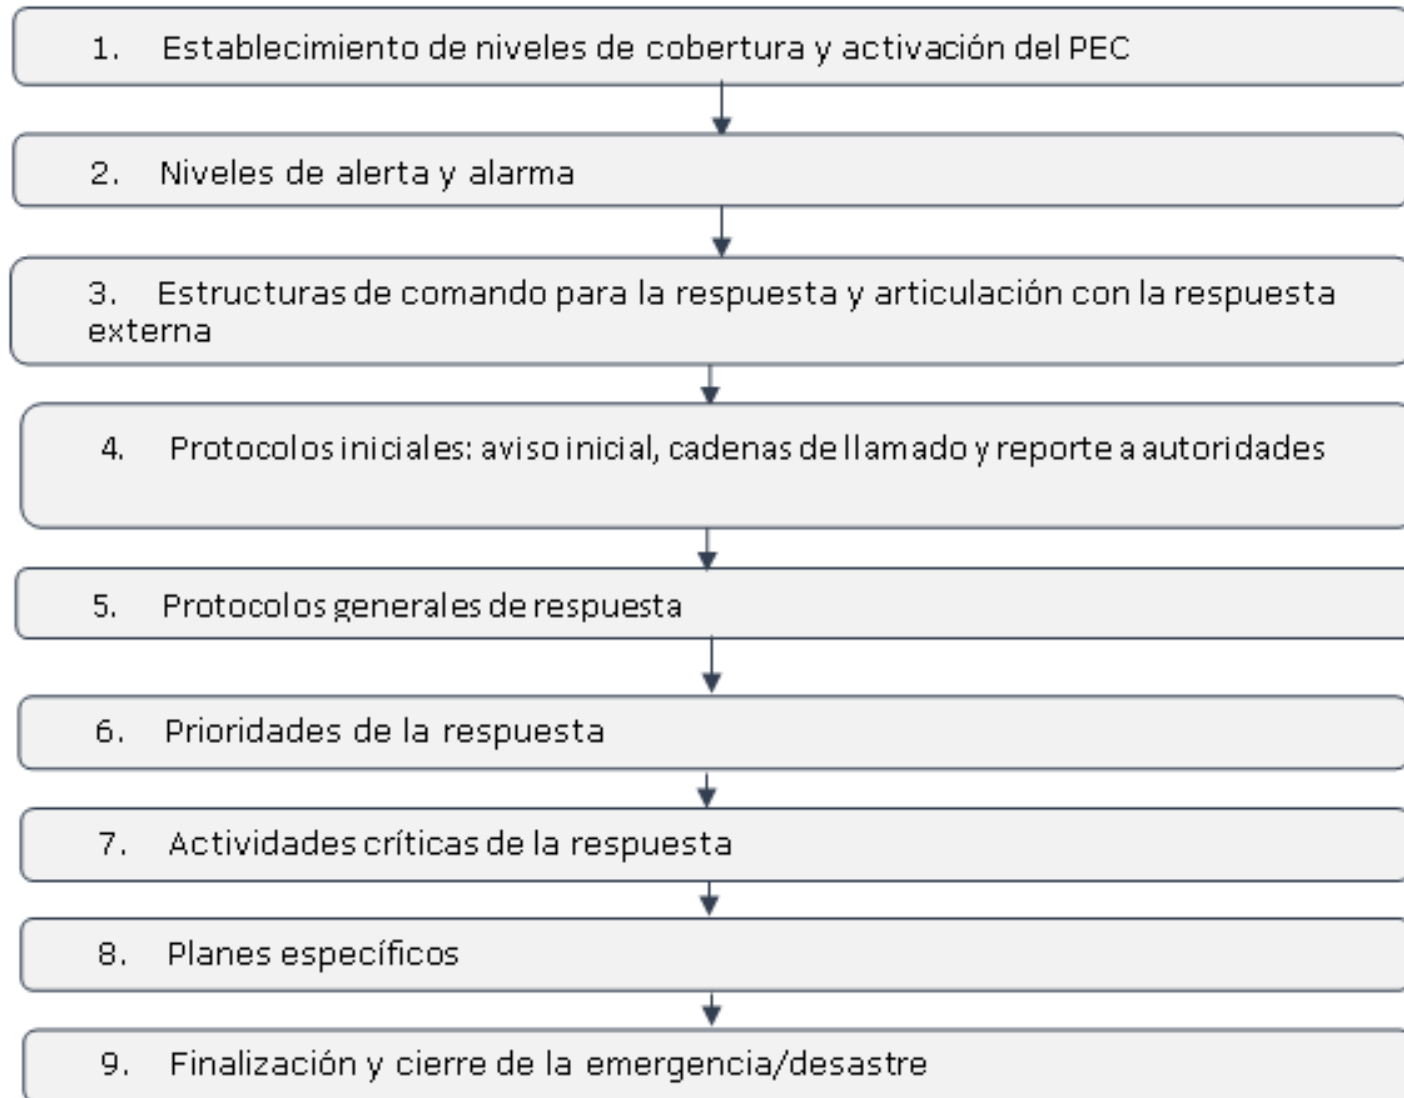 1. Establecimiento de niveles de cobertura y activación del PEC
2. Niveles de alerta y alarma
3. Estructuras de comando para la respuesta y articulación con la respuesta
externa
4. Protocolos iniciales: aviso inicial, cadenas de llamado y reporte a autoridades
5. Protocolos generales de respuesta
6. Prioridades de la respuesta
7. Actividades críticas de la respuesta
8. Planes específicos
9. Finalización y cierre de la emergencia/desastre